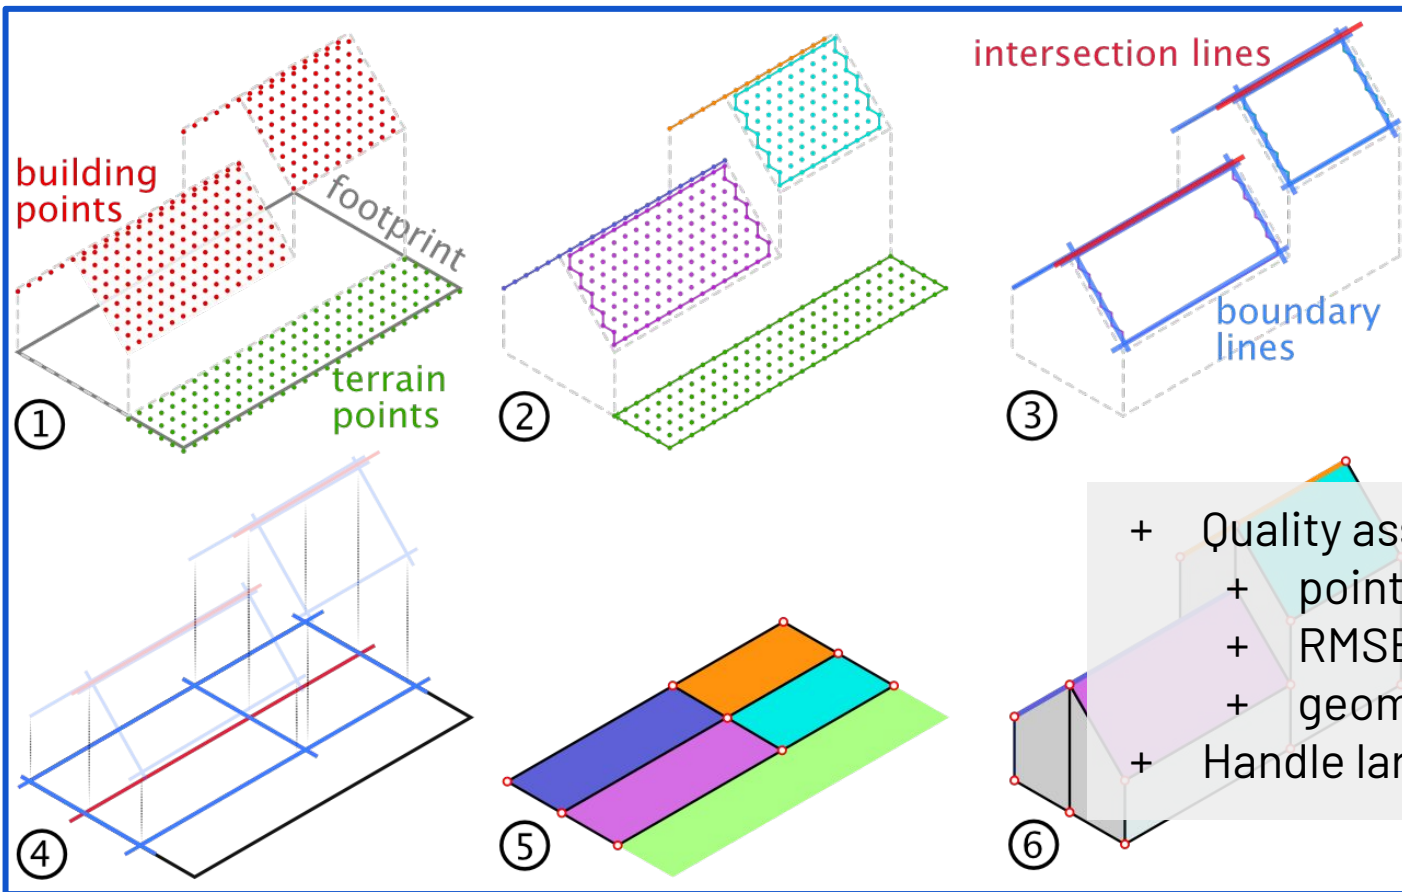 intersection lines
building
points
footprint
boundary
lines
terrain
points
1
2
3
+ Quality ass
+ point
+ RMSE
+ geom
+ Handle lar
4
5
6